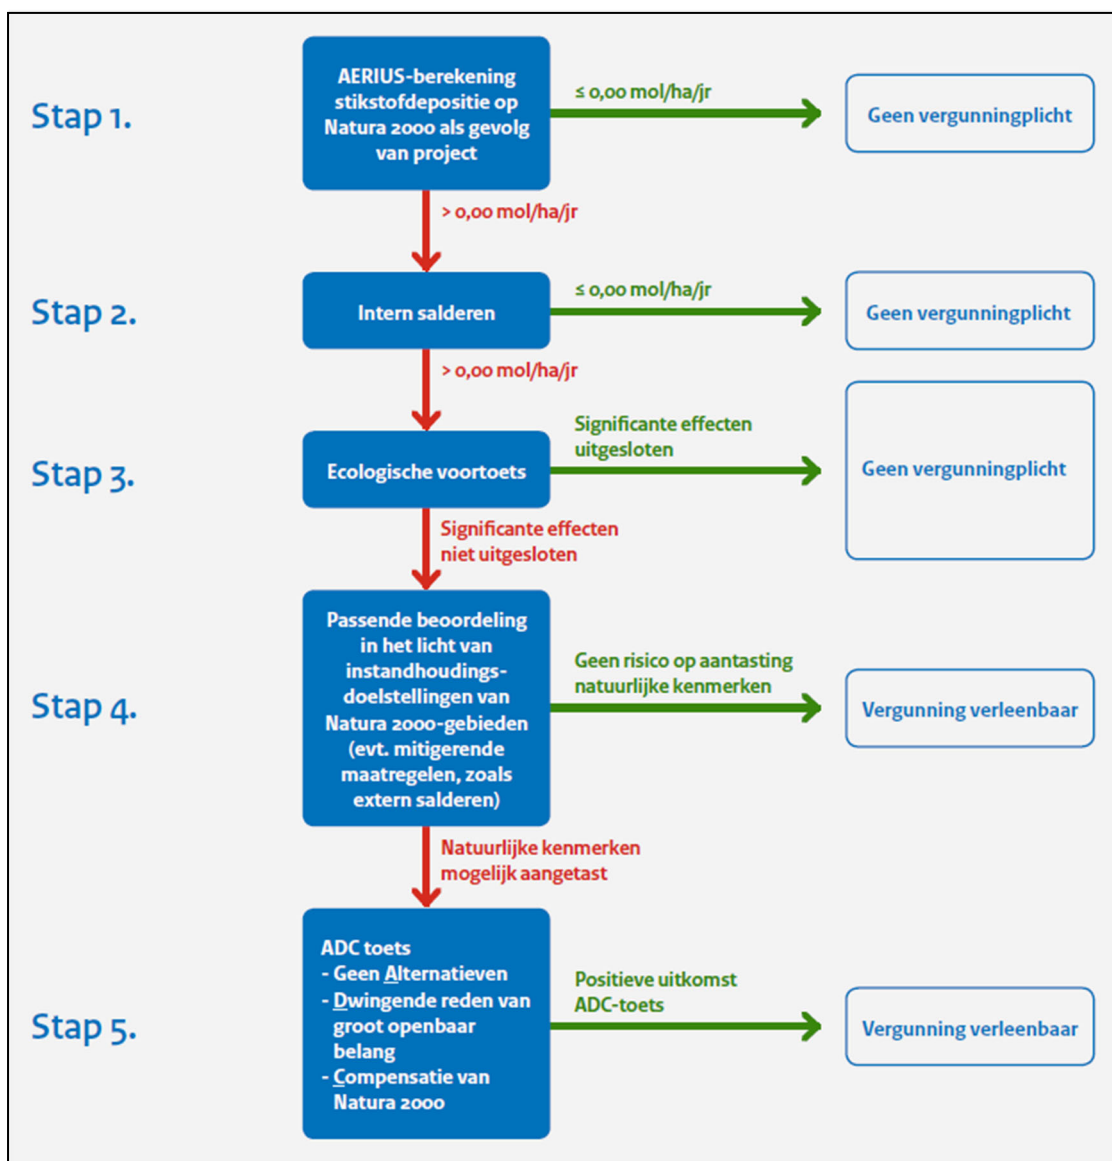 Stap 1.
AERIUS-berekening
stikstofdepositie op
Natura 2000 als gevolg
van project
≤ 0,00 mol/ha/jr
Geen vergunningplicht
> 0,00 mol/ha/jr
Stap 2.
Intern salderen
≤ 0,00 mol/ha/jr
Geen vergunningplicht
> 0,00 mol/ha/jr
Stap 3.
Ecologische voortoets
Significante effecten
uitgesloten
Geen vergunningplicht
Significante effecten
niet uitgesloten
Stap 4.
Passende beoordeling
in het licht van
instandhoudings-
doelstellingen van
Natura 2000-gebieden
(evt. mitigerende
maatregelen, zoals
extern salderen)
Geen risico op aantasting
natuurlijke kenmerken
Vergunning verleenbaar
Natuurlijke kenmerken
mogelijk aangetast
Stap 5.
ADC toets
- Geen Alternatieven
- Dwingende reden van
groot openbaar
belang
- Compensatie van
Natura 2000
Positieve uitkomst
ADC-toets
Vergunning verleenbaar